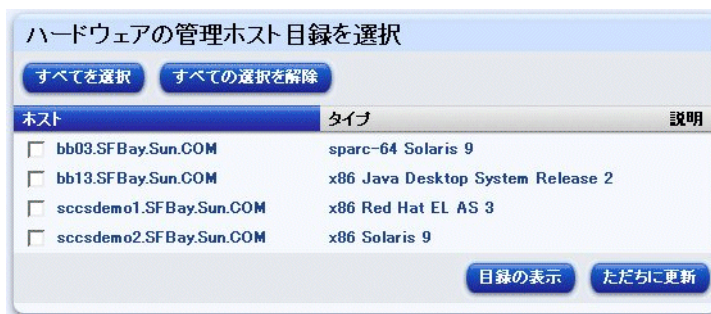 ハードウェアの管理ホスト目録を選択
すべてを選択 すべての選択を解除
ホスト タイプ 説明
bb03.SFBay.Sun.COM sparc-64 Solaris 9
bb13.SFBay.Sun.COM x86 Java Desktop System Release 2
sccsdemo1.SFBay.Sun.COM x86 Red Hat EL AS 3
sccsdemo2.SFBay.Sun.COM x86 Solaris 9
目録の表示 ただちに更新